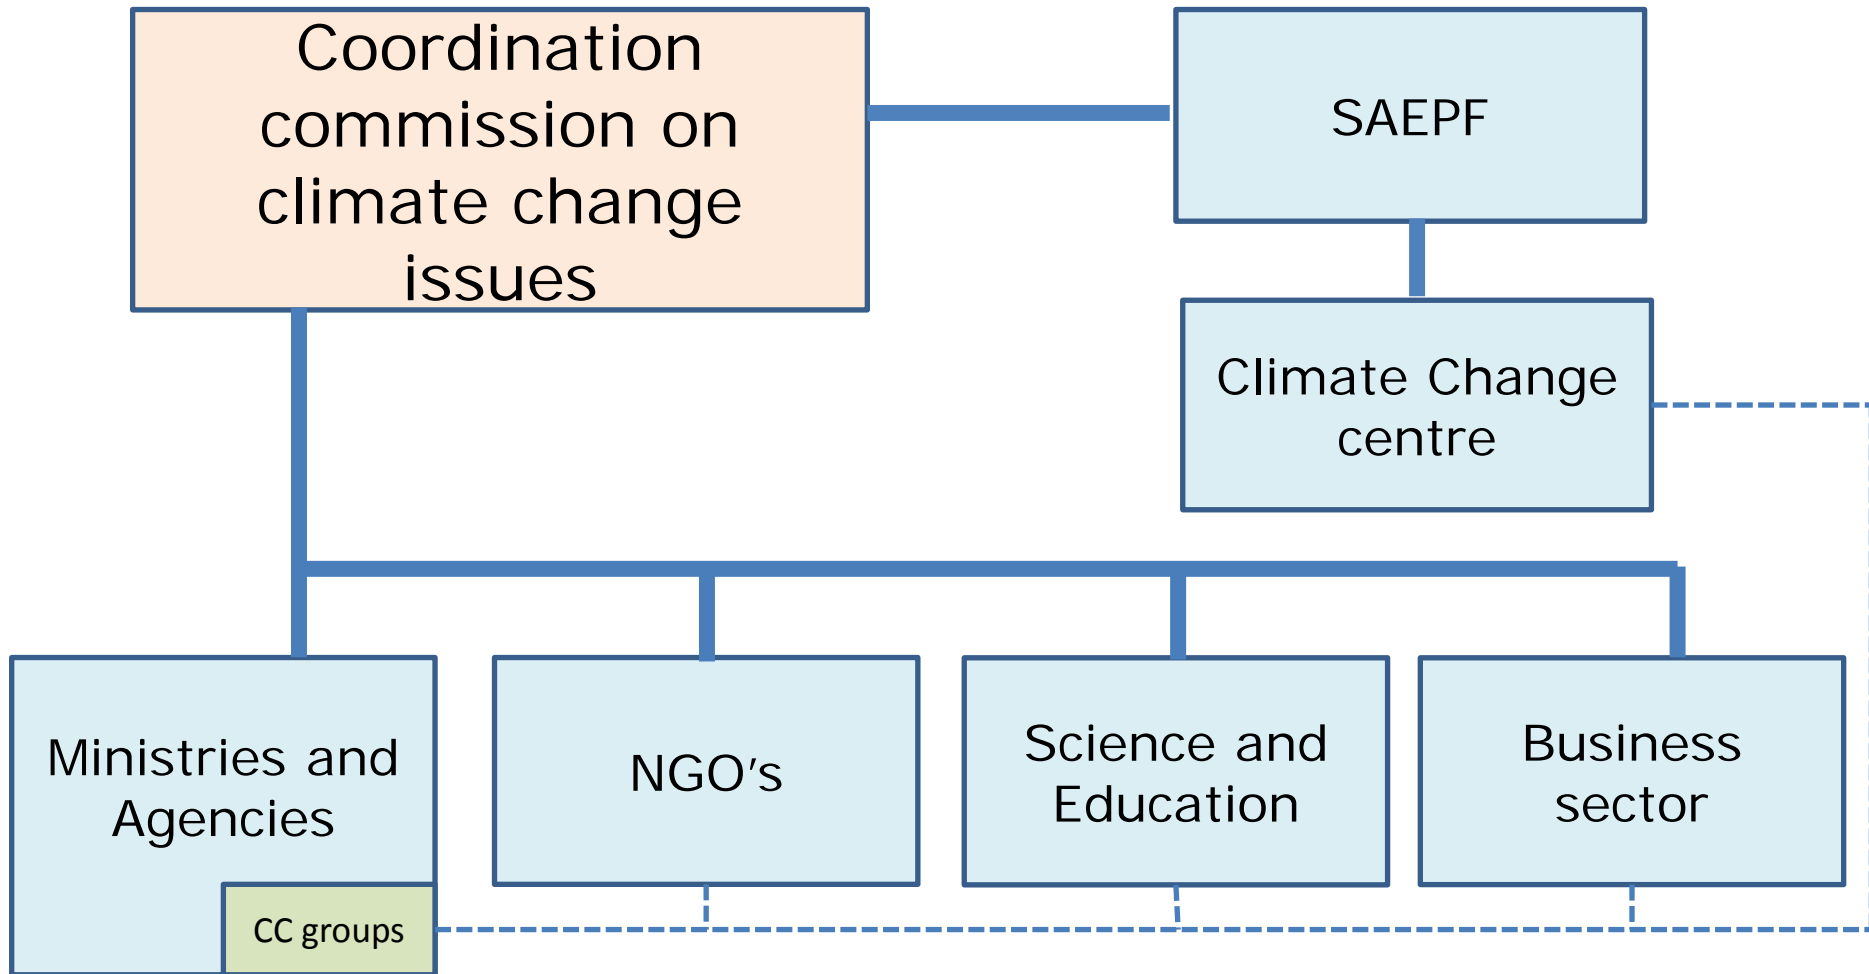 Coordination
commission on
climate change
issues
SAEPF
Climate Change
centre
Ministries and
Agencies
CC groups
NGO's
Science and
Education
Business
sector